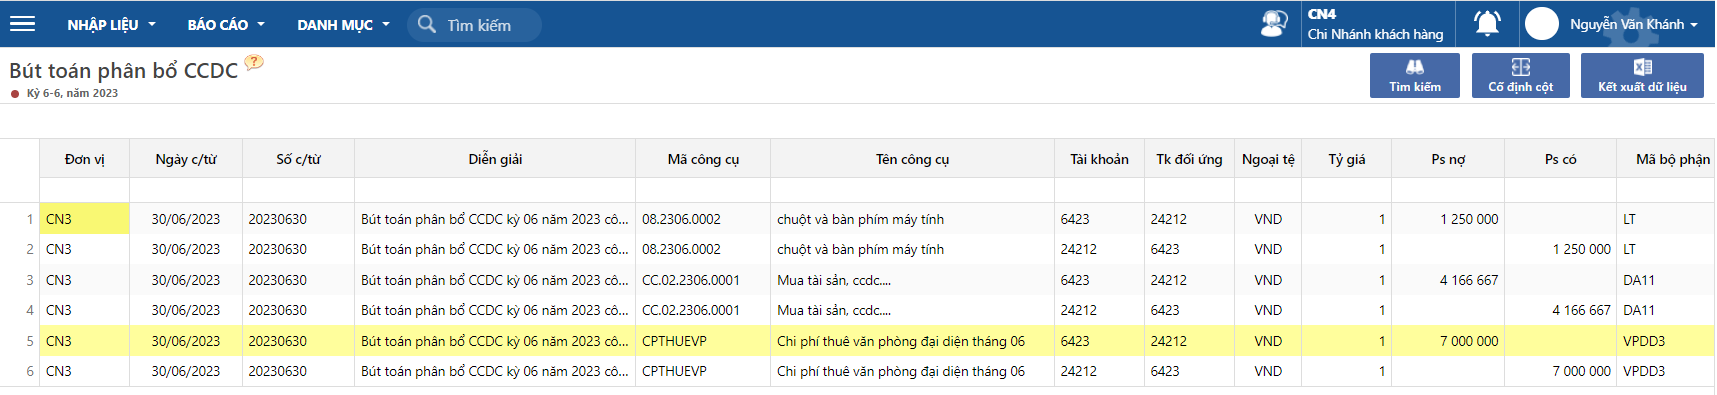 NHẬP LIỆU BÁO CÁO DANH MỤC Tìm kiếm CN4 Nguyễn Văn Khánh
Chi Nhánh khách hàng
Bút toán phân bổ CCDC ?
Kỳ 6-6, năm 2023
Tìm kiếm Cố định cột Kết xuất dữ liệu
Đơn vị Ngày c/từ Số c/từ Diễn giải Mã công cụ Tên công cụ Tài khoản Tk đối ứng Ngoại tệ Tỷ giá Ps nợ Ps có Mã bộ phận
1 CN3 30/06/2023 20230630 Bút toán phân bổ CCDC kỳ 06 năm 2023 cô... 08.2306.0002 chuột và bàn phím máy tính 6423 24212 VND 1 1 250 000 LT
2 CN3 30/06/2023 20230630 Bút toán phân bổ CCDC kỳ 06 năm 2023 cô... 08.2306.0002 chuột và bàn phím máy tính 24212 6423 VND 1 1 250 000 LT
3 CN3 30/06/2023 20230630 Bút toán phân bổ CCDC kỳ 06 năm 2023 cô... CC.02.2306.0001 Mua tài sản, ccdc.... 6423 24212 VND 1 4 166 667 DA11
4 CN3 30/06/2023 20230630 Bút toán phân bổ CCDC kỳ 06 năm 2023 cô... CC.02.2306.0001 Mua tài sản, ccdc.... 24212 6423 VND 1 4 166 667 DA11
5 CN3 30/06/2023 20230630 Bút toán phân bổ CCDC kỳ 06 năm 2023 cô... CPTHUEVP Chi phí thuê văn phòng đại diện tháng 06 6423 24212 VND 1 7 000 000 VPDD3
6 CN3 30/06/2023 20230630 Bút toán phân bổ CCDC kỳ 06 năm 2023 cô... CPTHUEVP Chi phí thuê văn phòng đại diện tháng 06 24212 6423 VND 1 7 000 000 VPDD3